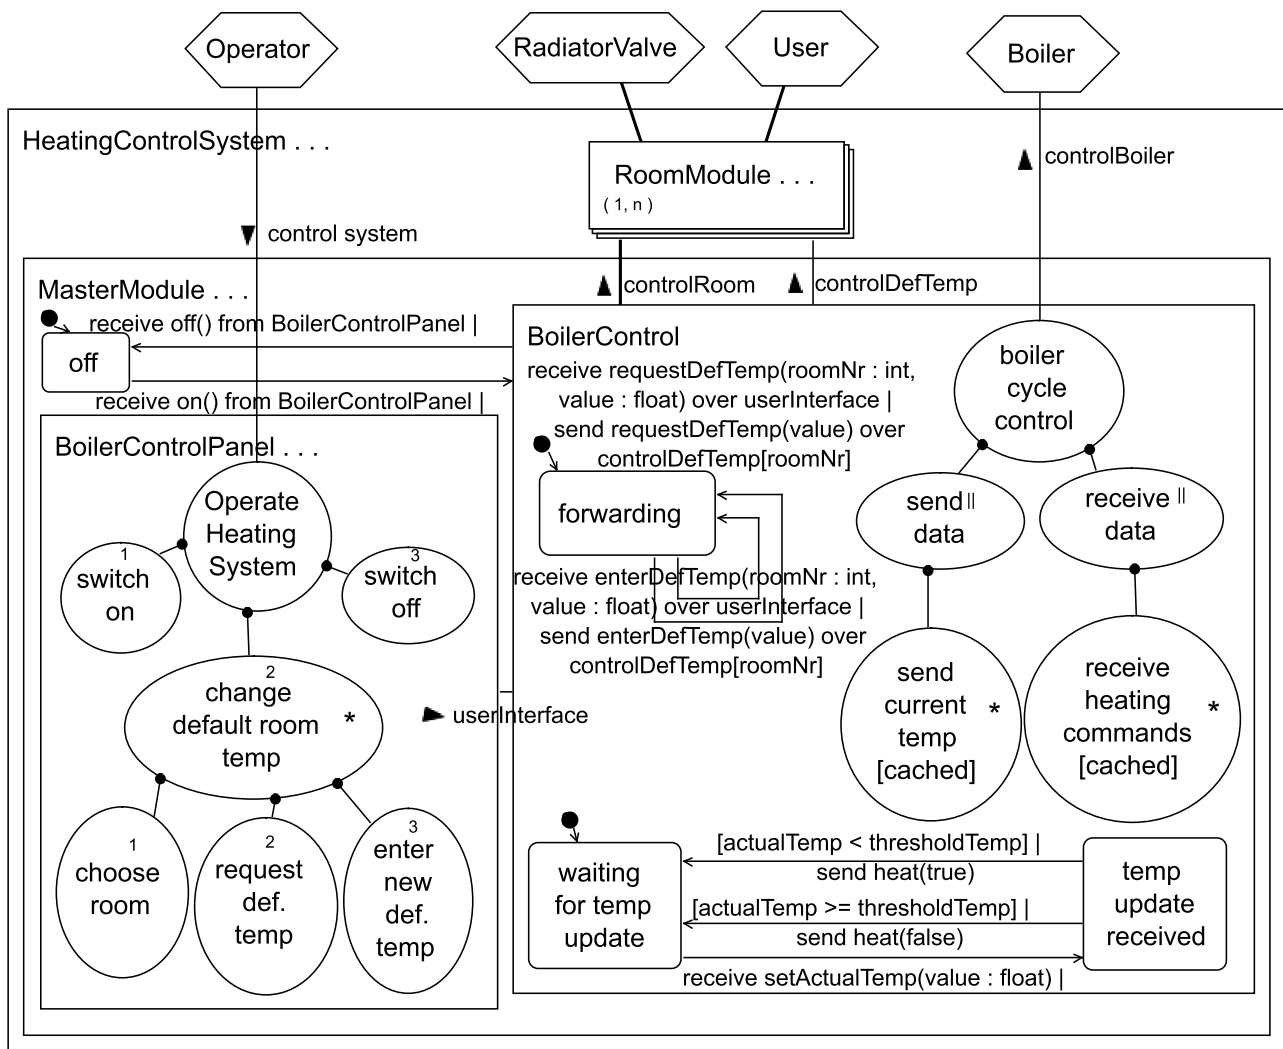 Operator
RadiatorValve
User
Boiler
HeatingControlSystem . . .
controlBoiler
RoomModule . . .
( 1, n )
control system
MasterModule . . .
controlRoom
controlDefTemp
receive off() from BoilerControlPanel |
off
receive on() from BoilerControlPanel |
BoilerControl
receive requestDefTemp(roomNr : int,
value : float) over userInterface |
send requestDefTemp(value) over
controlDefTemp[roomNr]
forwarding
receive enterDefTemp(roomNr : int,
value : float) over userInterface |
send enterDefTemp(value) over
controlDefTemp[roomNr]
boiler
cycle
control
send ||
data
receive ||
data
send
current
temp *
[cached]
receive
heating
commands *
[cached]
BoilerControlPanel . . .
Operate
Heating
System
1
switch
on
3
switch
off
2
change
default room *
temp
userInterface
1
choose
room
2
request
def.
temp
3
enter
new
def.
temp
waiting
for temp
update
[actualTemp < thresholdTemp] |
send heat(true)
[actualTemp >= thresholdTemp] |
send heat(false)
receive setActualTemp(value : float) |
temp
update
received